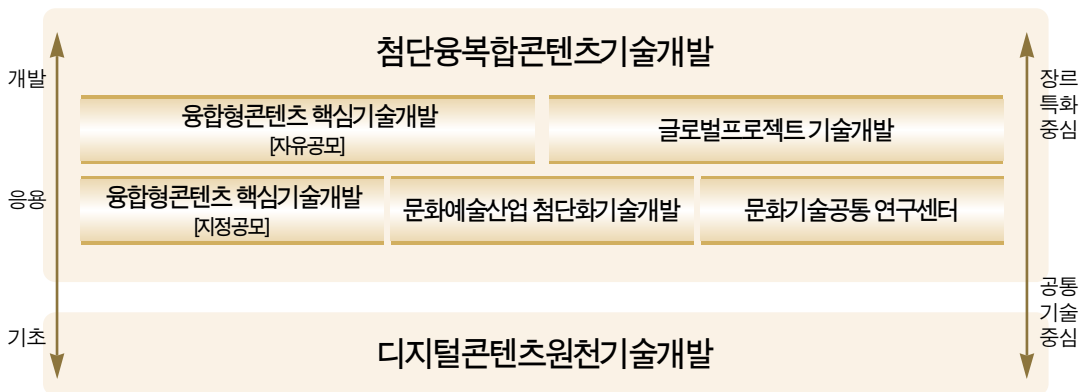 첨단융복합콘텐츠기술개발
개발
장르
특화
중심
융합형콘텐츠 핵심기술개발
[자유공모]
글로벌프로젝트 기술개발
응용
융합형콘텐츠 핵심기술개발
[지정공모]
문화예술산업 첨단화기술개발
문화기술공통 연구센터
공통
기술
중심
기초
디지털콘텐츠원천기술개발